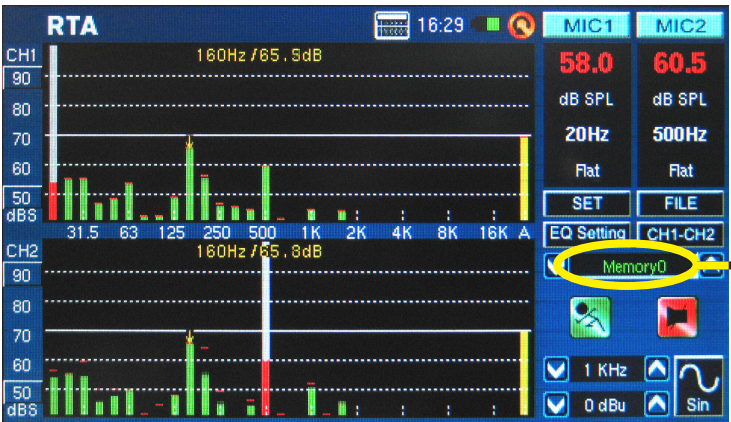 RTA 16:29
MIC1 MIC2
CH1 160Hz/65.5dB
58.0 60.5
90
dB SPL dB SPL
80
20Hz 500Hz
70
Flat Flat
60
50 SET FILE
dBS
31.5 63 125 250 500 1K 2K 4K 8K 16K A
EQ Setting CH1-CH2
CH2 160Hz/65.8dB
Memory0
90
80
70
60 1 KHz
50
dBS 0 dBu Sin